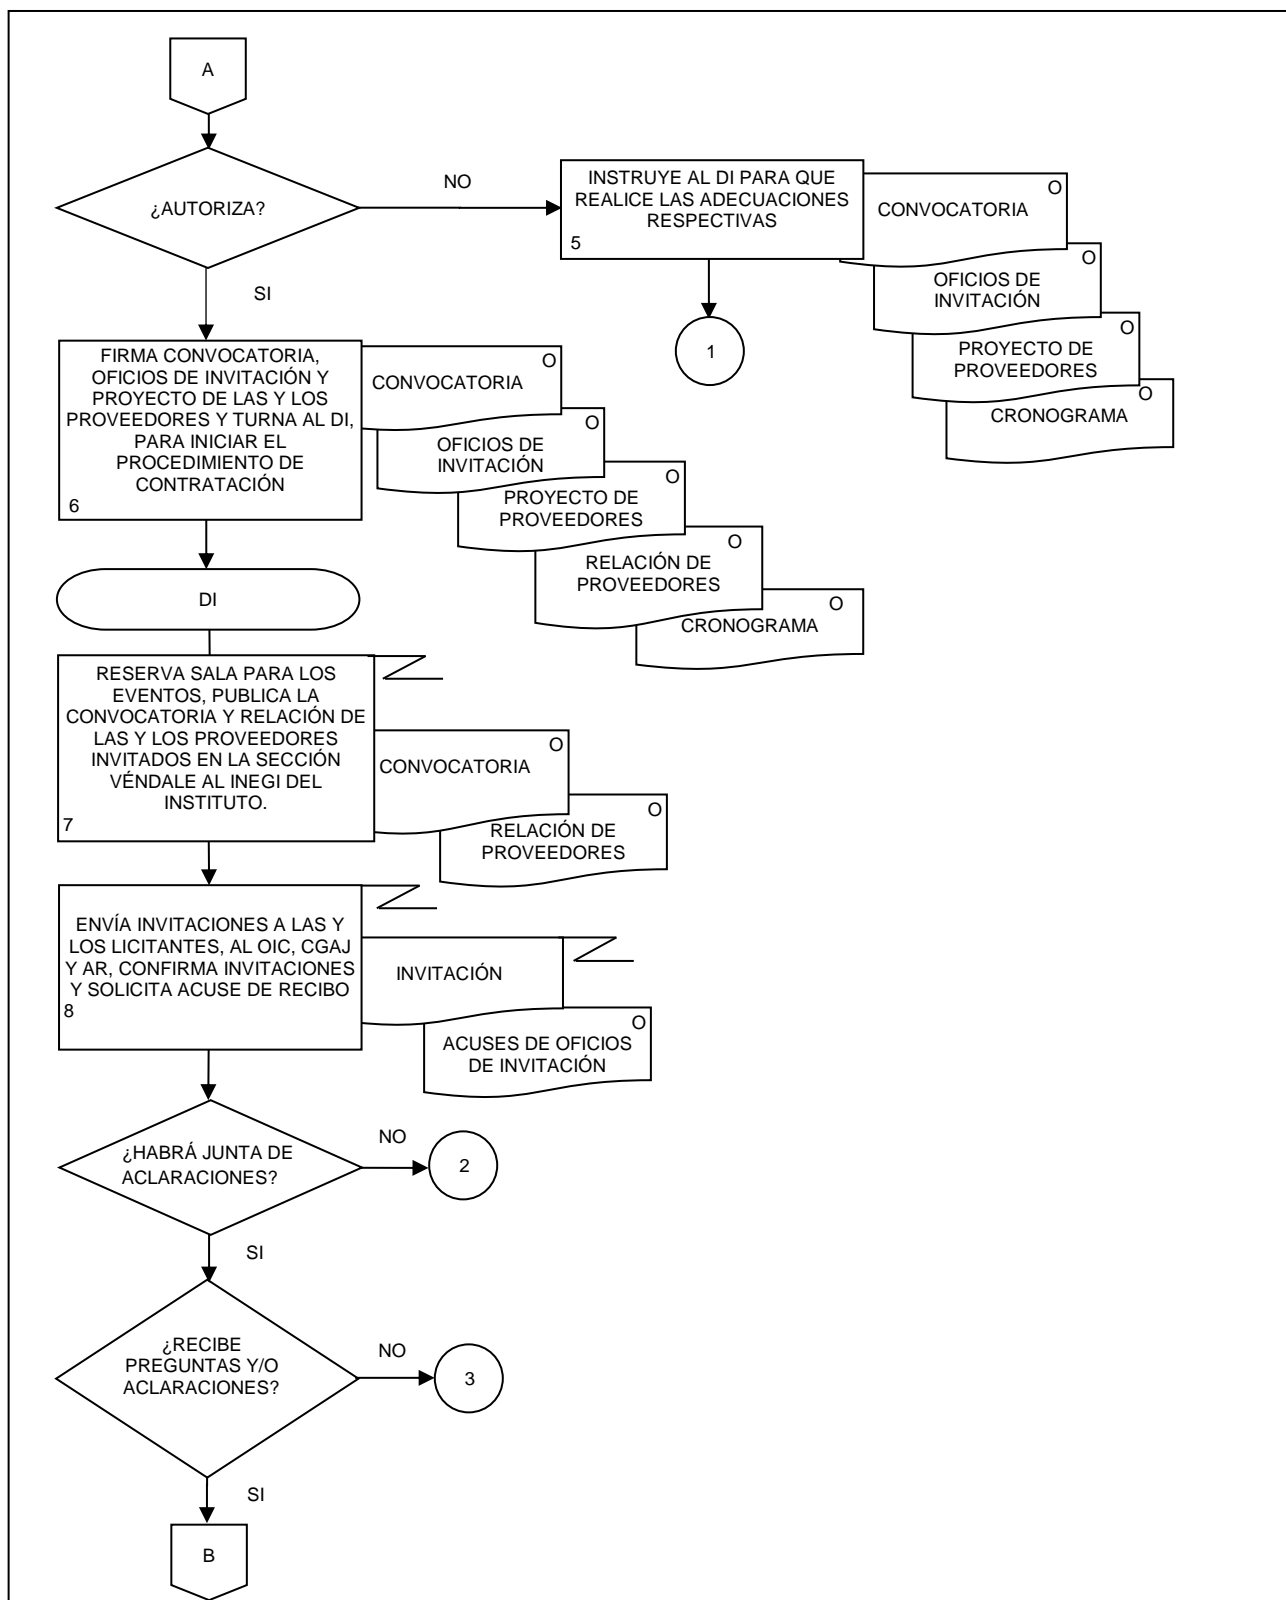 A
¿AUTORIZA?
NO
SI
INSTRUYE AL DI PARA QUE
REALICE LAS ADECUACIONES
RESPECTIVAS
5
O
CONVOCATORIA
O
OFICIOS DE
INVITACIÓN
O
PROYECTO DE
PROVEEDORES
O
CRONOGRAMA
1
FIRMA CONVOCATORIA,
OFICIOS DE INVITACIÓN Y
PROYECTO DE LAS Y LOS
PROVEEDORES Y TURNA AL DI,
PARA INICIAR EL
PROCEDIMIENTO DE
CONTRATACIÓN
6
O
CONVOCATORIA
O
OFICIOS DE
INVITACIÓN
O
PROYECTO DE
PROVEEDORES
O
RELACIÓN DE
PROVEEDORES
O
CRONOGRAMA
DI
RESERVA SALA PARA LOS
EVENTOS, PUBLICA LA
CONVOCATORIA Y RELACIÓN DE
LAS Y LOS PROVEEDORES
INVITADOS EN LA SECCIÓN
VÉNDALE AL INEGI DEL
INSTITUTO.
7
O
CONVOCATORIA
O
RELACIÓN DE
PROVEEDORES
ENVÍA INVITACIONES A LAS Y
LOS LICITANTES, AL OIC, CGAJ
Y AR, CONFIRMA INVITACIONES
Y SOLICITA ACUSE DE RECIBO
8
INVITACIÓN
O
ACUSES DE OFICIOS
DE INVITACIÓN
¿HABRÁ JUNTA DE
ACLARACIONES?
NO
2
SI
¿RECIBE
PREGUNTAS Y/O
ACLARACIONES?
NO
3
SI
B